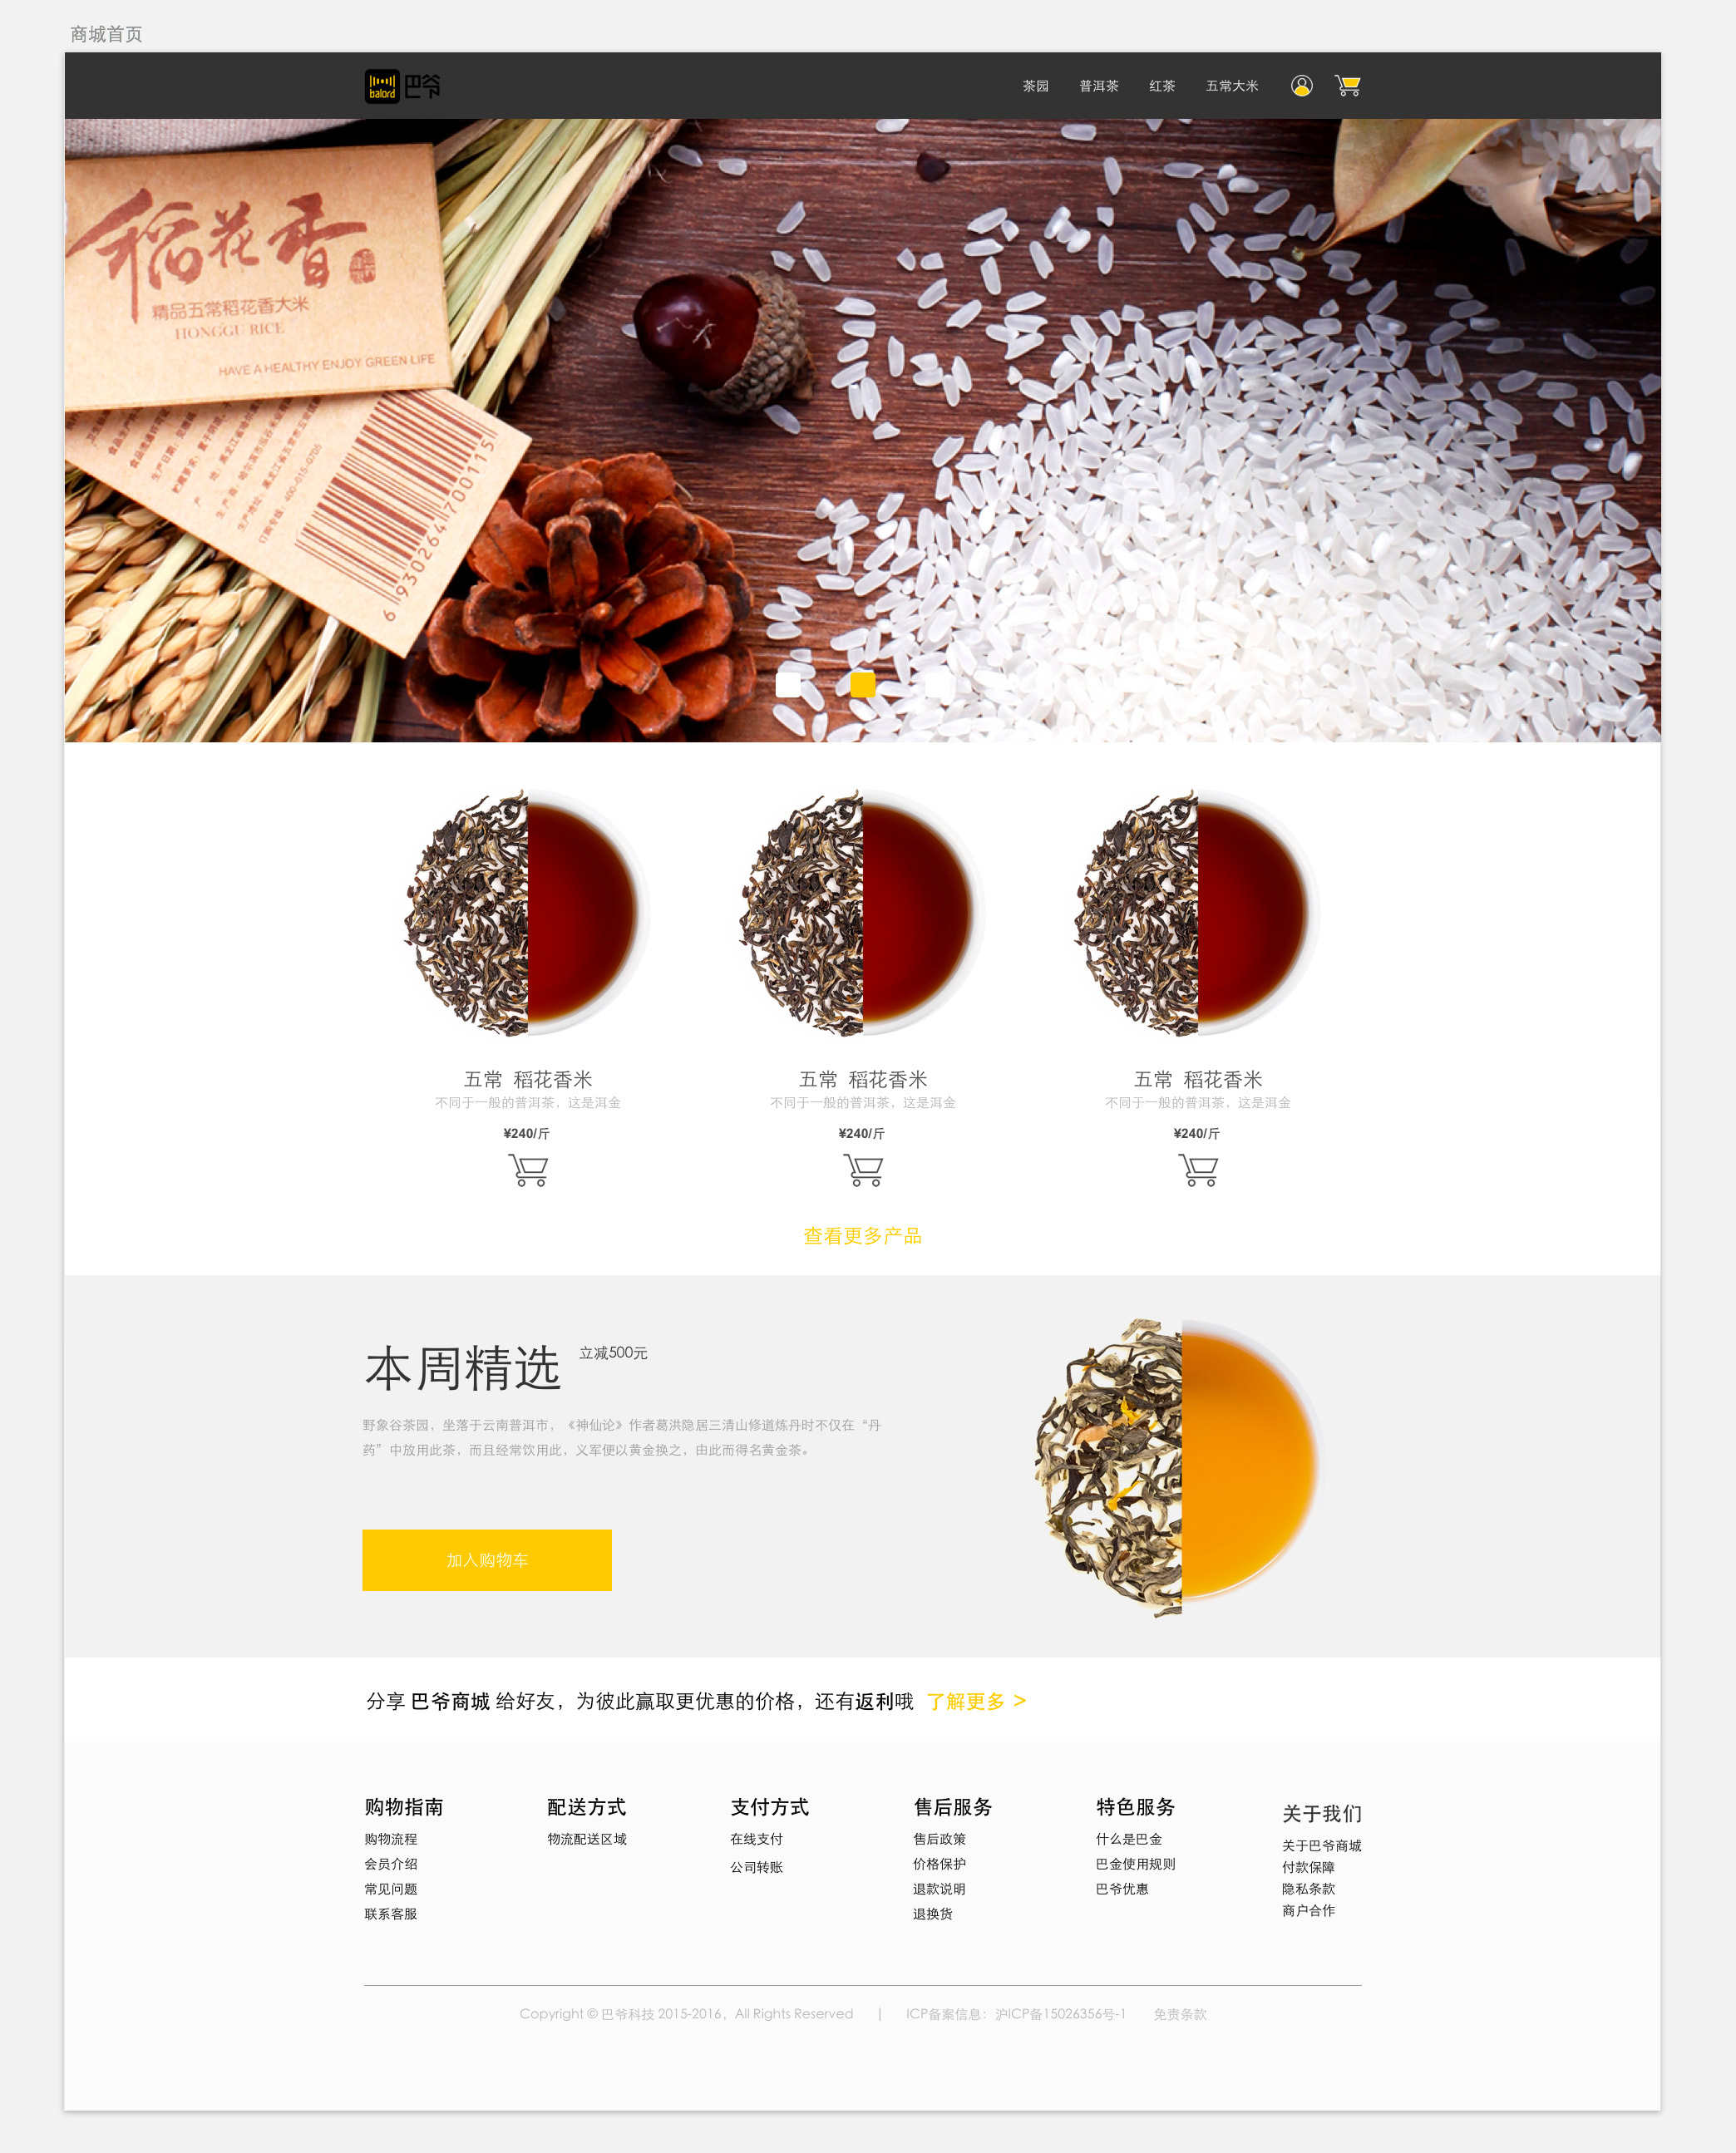 商城首页
balord 巴爷
茶园 普洱茶 红茶 五常大米
稻花香
精品五常稻花香大米
HONGGU RICE
HAVE A HEALTHY ENJOY GREEN LIFE
6930264700115
五常 稻花香米 五常 稻花香米 五常 稻花香米
不同于一般的普洱茶，这是洱金 不同于一般的普洱茶，这是洱金 不同于一般的普洱茶，这是洱金
¥240/斤 ¥240/斤 ¥240/斤
查看更多产品
本周精选 立减500元
野象谷茶园，坐落于云南普洱市，《神仙论》作者葛洪隐居三清山修道炼丹时不仅在“丹
药”中放用此茶，而且经常饮用此，义军便以黄金换之，由此而得名黄金茶。
加入购物车
分享 巴爷商城 给好友，为彼此赢取更优惠的价格，还有返利哦 了解更多 >
购物指南 配送方式 支付方式 售后服务 特色服务 关于我们
购物流程 物流配送区域 在线支付 售后政策 什么是巴金 关于巴爷商城
会员介绍 公司转账 价格保护 巴金使用规则 付款保障
常见问题 退款说明 巴爷优惠 隐私条款
联系客服 退换货 商户合作
Copyright © 巴爷科技 2015-2016，All Rights Reserved | ICP备案信息：沪ICP备15026356号-1 免责条款